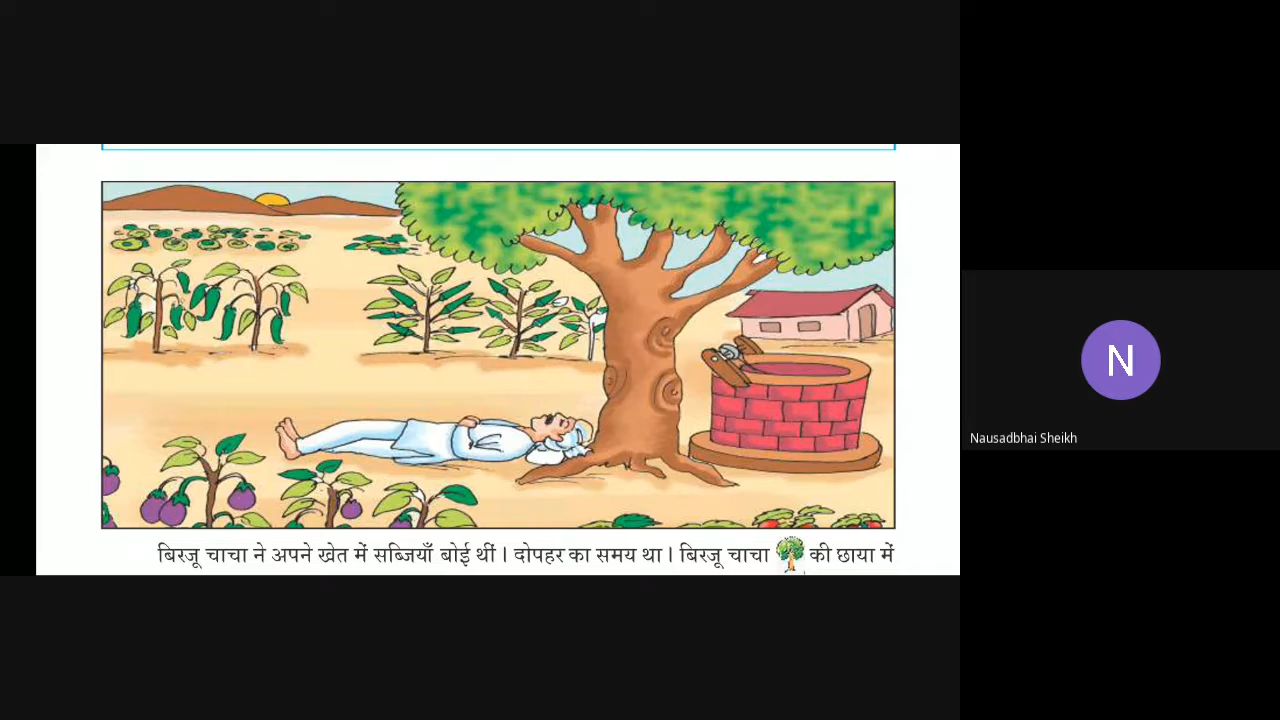 N
Nausadbhai Sheikh
बिरजू चाचा ने अपने खेत में सब्जियाँ बोई थीं। दोपहर का समय था। बिरजू चाचा की छाया में